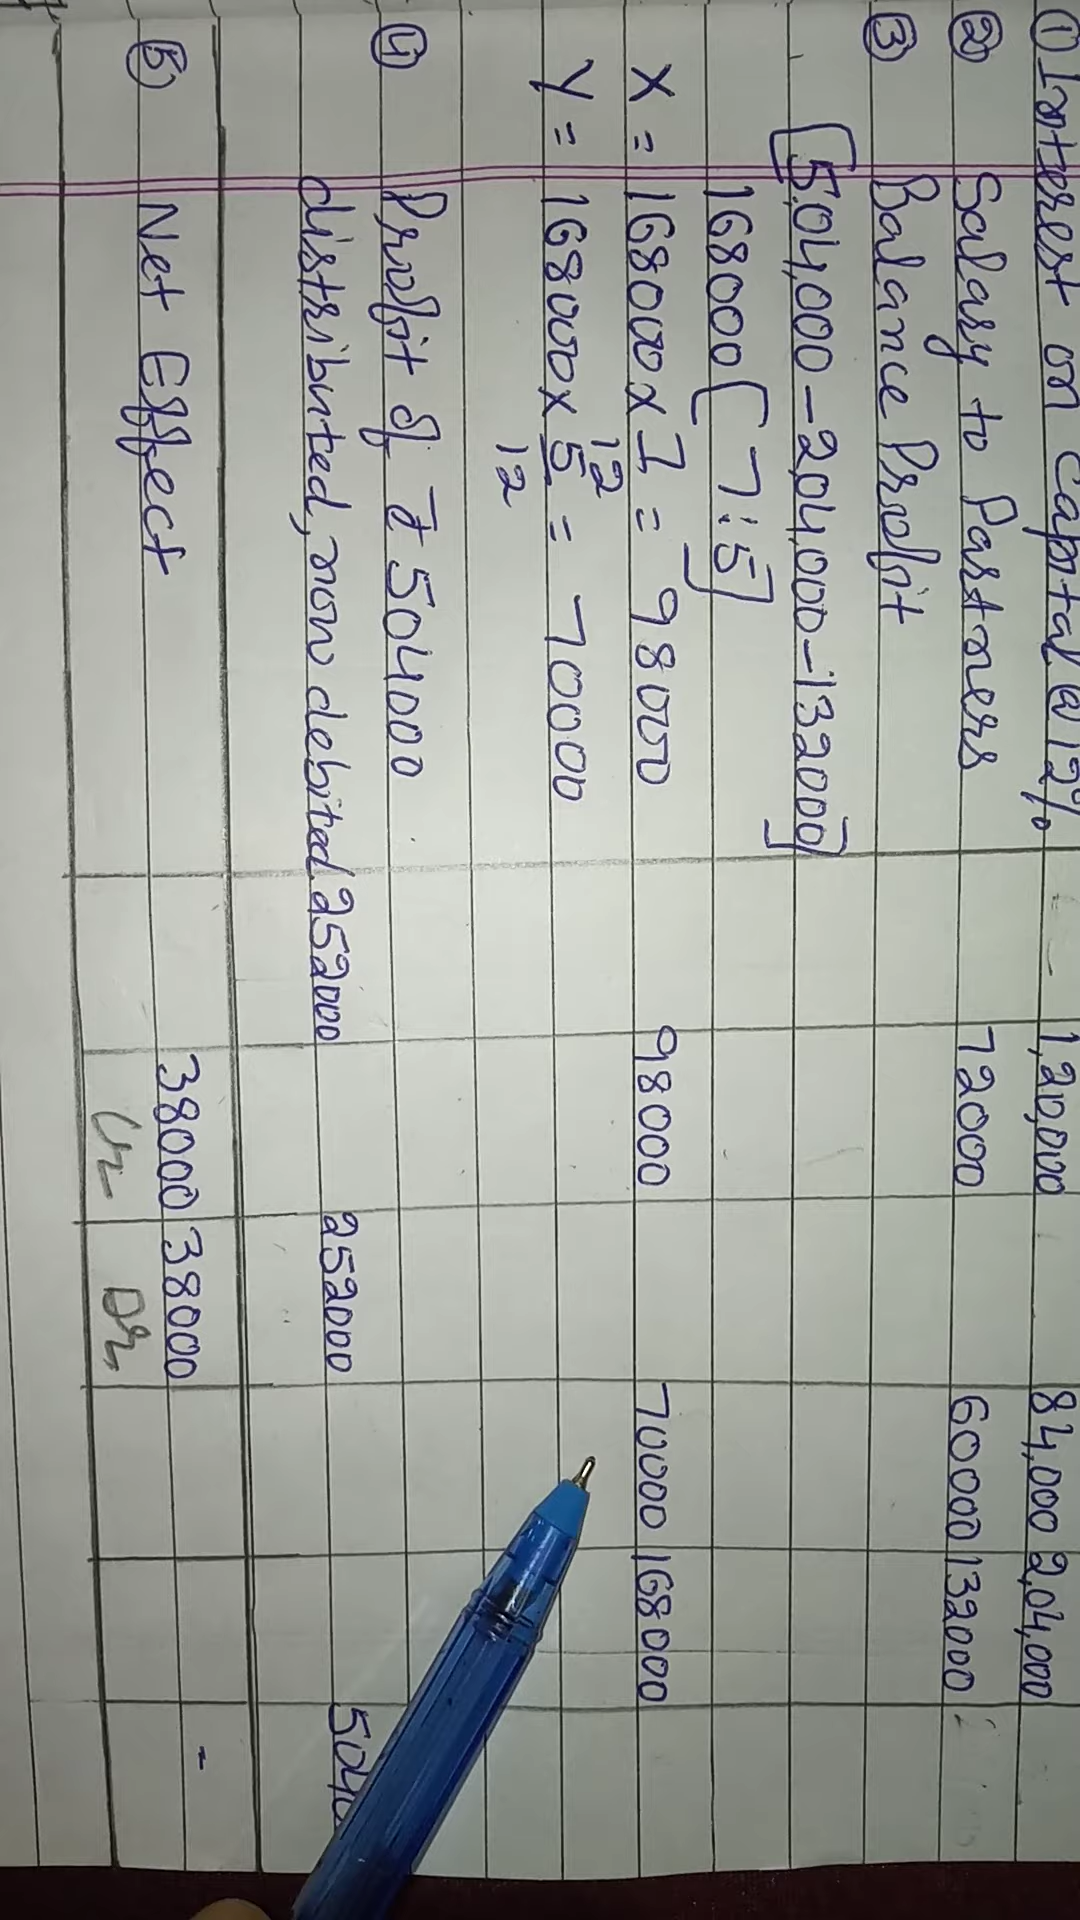 ① Interest on Capital @ 12% 1,20,000 84,000 2,04,000
② Salary to Partners 72000 60000 132000
③ Balance Profit
[5,04,000-2,04,000-132000]
168000 [7:5] 98000 70000 168000
X = 168000 x 7/12 = 98000
Y = 168000 x 5/12 = 70000
④ Profit of ₹ 504000
distributed, now debited 252000 252000
⑤ Net Effect 38000 38000 -
Cr Dr